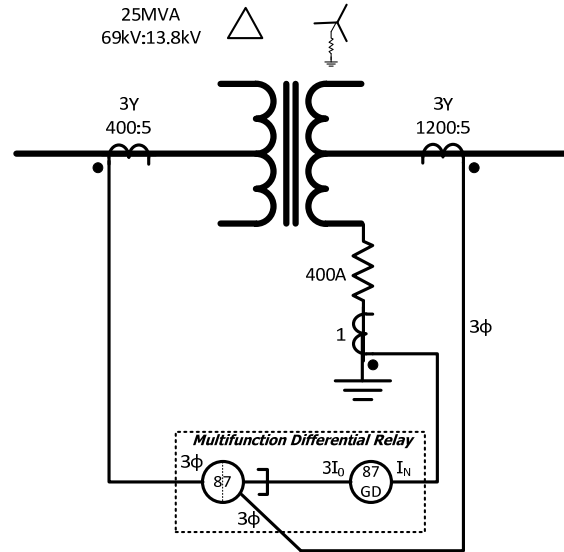 25MVA
69kV:13.8kV
3Y
400:5
3Y
1200:5
400A
1
3ϕ
Multifunction Differential Relay
3ϕ
87
3I₀
87
GD
I_N
3ϕ